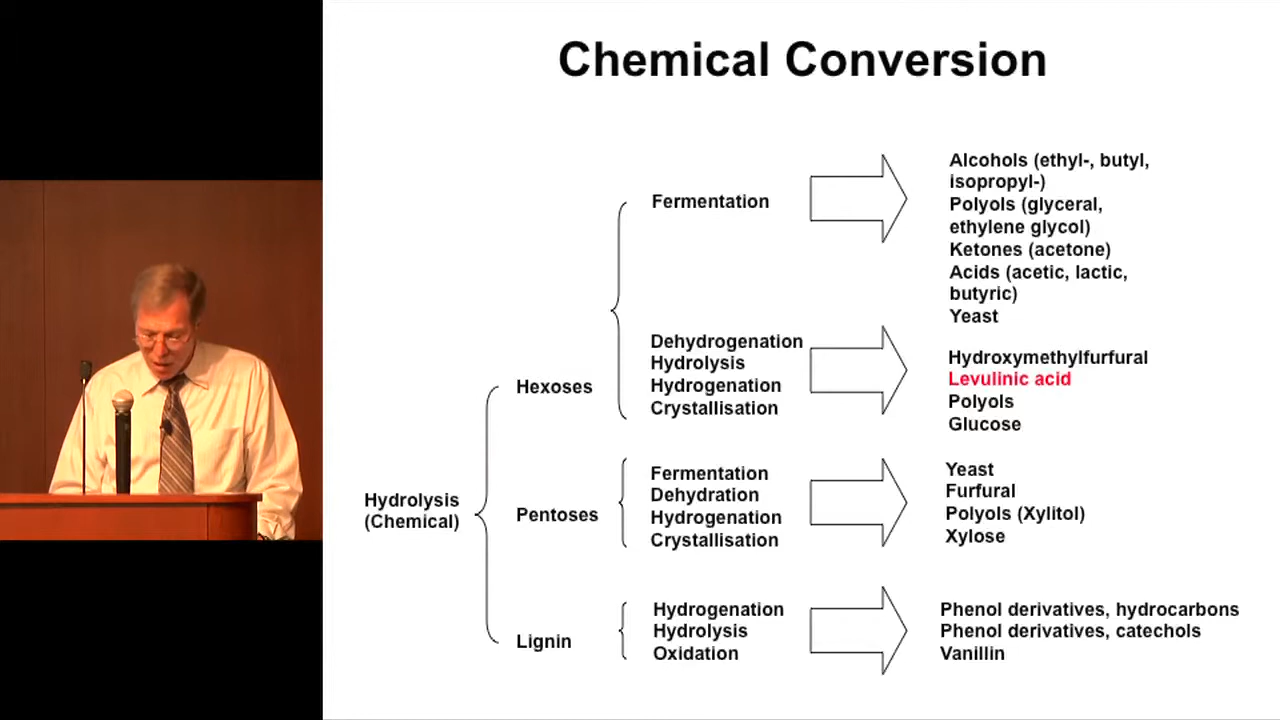 Chemical Conversion
Fermentation
Alcohols (ethyl-, butyl,
isopropyl-)
Polyols (glyceral,
ethylene glycol)
Ketones (acetone)
Acids (acetic, lactic,
butyric)
Yeast
Hexoses
Dehydrogenation
Hydrolysis
Hydrogenation
Crystallisation
Hydroxymethylfurfural
Levulinic acid
Polyols
Glucose
Hydrolysis
(Chemical)
Pentoses
Fermentation
Dehydration
Hydrogenation
Crystallisation
Yeast
Furfural
Polyols (Xylitol)
Xylose
Lignin
Hydrogenation
Hydrolysis
Oxidation
Phenol derivatives, hydrocarbons
Phenol derivatives, catechols
Vanillin